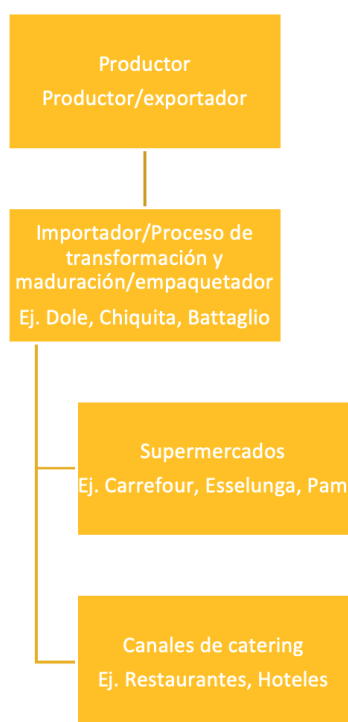 Productor
Productor/exportador
Importador/Proceso de
transformación y
maduración/empaquetador
Ej. Dole, Chiquita, Battaglio
Supermercados
Ej. Carrefour, Esselunga, Pam
Canales de catering
Ej. Restaurantes, Hoteles